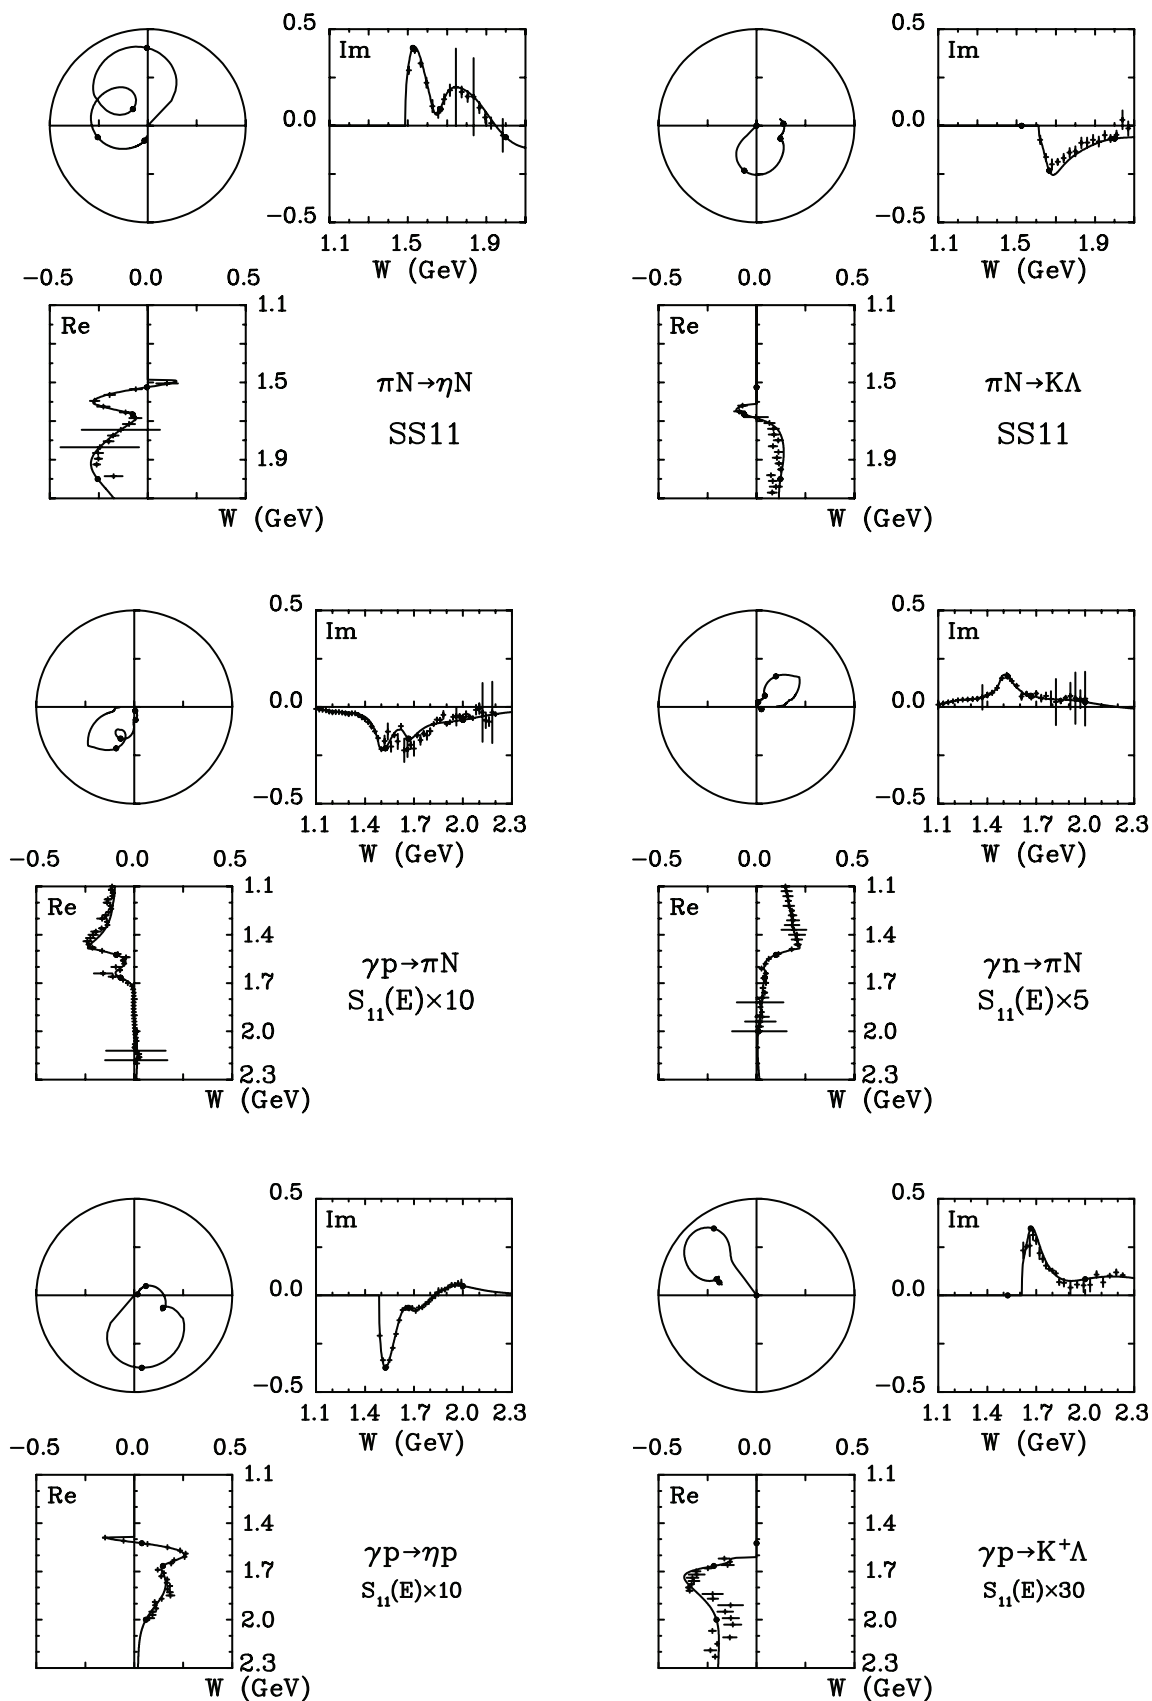 0.5
Im
0.0
−0.5
1.1 1.5 1.9
W (GeV)
−0.5 0.0 0.5
Re
1.1
1.5
1.9
W (GeV)
πN→ηN
SS11
0.5
Im
0.0
−0.5
1.1 1.5 1.9
W (GeV)
−0.5 0.0 0.5
Re
1.1
1.5
1.9
W (GeV)
πN→KΛ
SS11
0.5
Im
0.0
−0.5
1.1 1.4 1.7 2.0 2.3
W (GeV)
−0.5 0.0 0.5
Re
1.1
1.4
1.7
2.0
2.3
W (GeV)
γp→πN
S₁₁(E)×10
0.5
Im
0.0
−0.5
1.1 1.4 1.7 2.0 2.3
W (GeV)
−0.5 0.0 0.5
Re
1.1
1.4
1.7
2.0
2.3
W (GeV)
γn→πN
S₁₁(E)×5
0.5
Im
0.0
−0.5
1.1 1.4 1.7 2.0 2.3
W (GeV)
−0.5 0.0 0.5
Re
1.1
1.4
1.7
2.0
2.3
W (GeV)
γp→ηp
S₁₁(E)×10
0.5
Im
0.0
−0.5
1.1 1.4 1.7 2.0 2.3
W (GeV)
−0.5 0.0 0.5
Re
1.1
1.4
1.7
2.0
2.3
W (GeV)
γp→K⁺Λ
S₁₁(E)×30